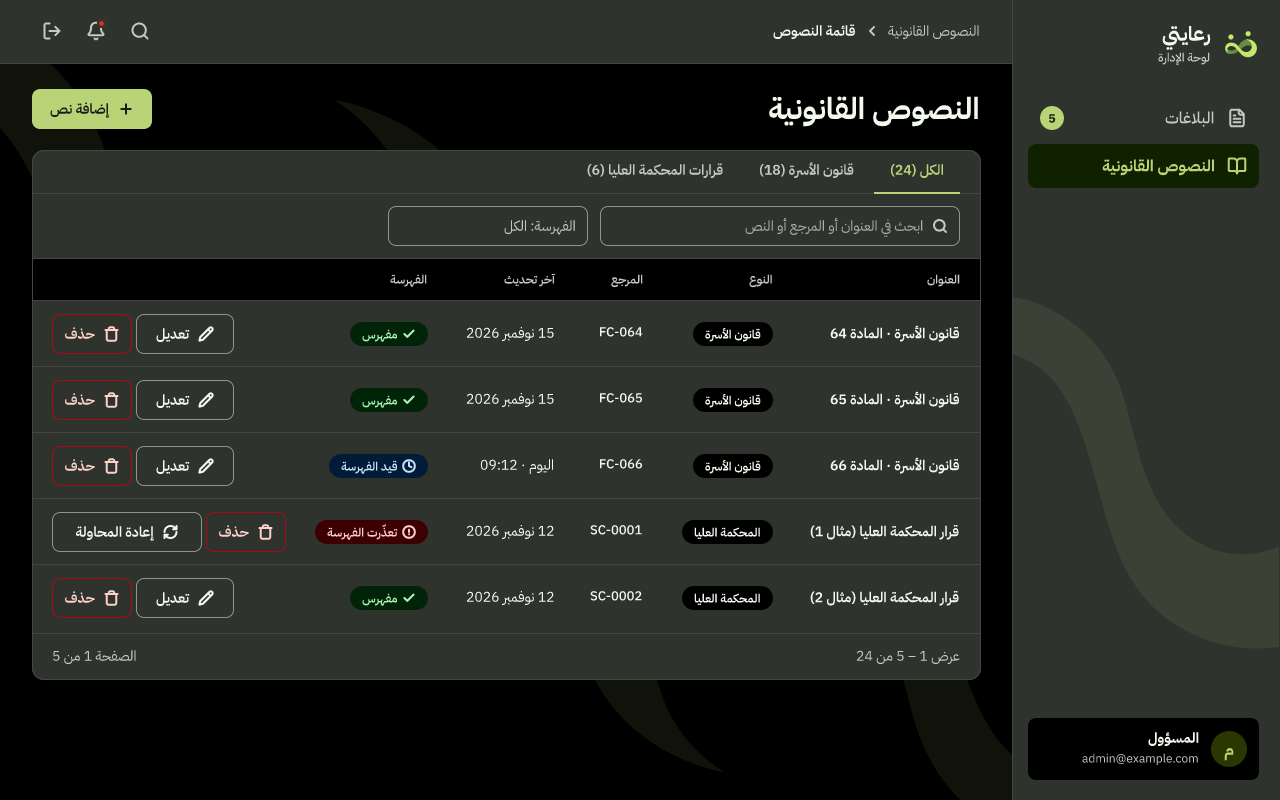 رعايتي
لوحة الإدارة
البلاغات
5
النصوص القانونية
المسؤول
admin@example.com
م
النصوص القانونية
قائمة النصوص
النصوص القانونية
إضافة نص
الكل (24)
قانون الأسرة (18)
قرارات المحكمة العليا (6)
ابحث في العنوان أو المرجع أو النص
الفهرسة: الكل
العنوان النوع المرجع آخر تحديث الفهرسة
قانون الأسرة · المادة 64 قانون الأسرة FC-064 15 نوفمبر 2026 مفهرس تعديل حذف
قانون الأسرة · المادة 65 قانون الأسرة FC-065 15 نوفمبر 2026 مفهرس تعديل حذف
قانون الأسرة · المادة 66 قانون الأسرة FC-066 اليوم · 09:12 قيد الفهرسة تعديل حذف
قرار المحكمة العليا (مثال 1) المحكمة العليا SC-0001 12 نوفمبر 2026 تعذّرت الفهرسة حذف إعادة المحاولة
قرار المحكمة العليا (مثال 2) المحكمة العليا SC-0002 12 نوفمبر 2026 مفهرس تعديل حذف
عرض 1 – 5 من 24
الصفحة 1 من 5